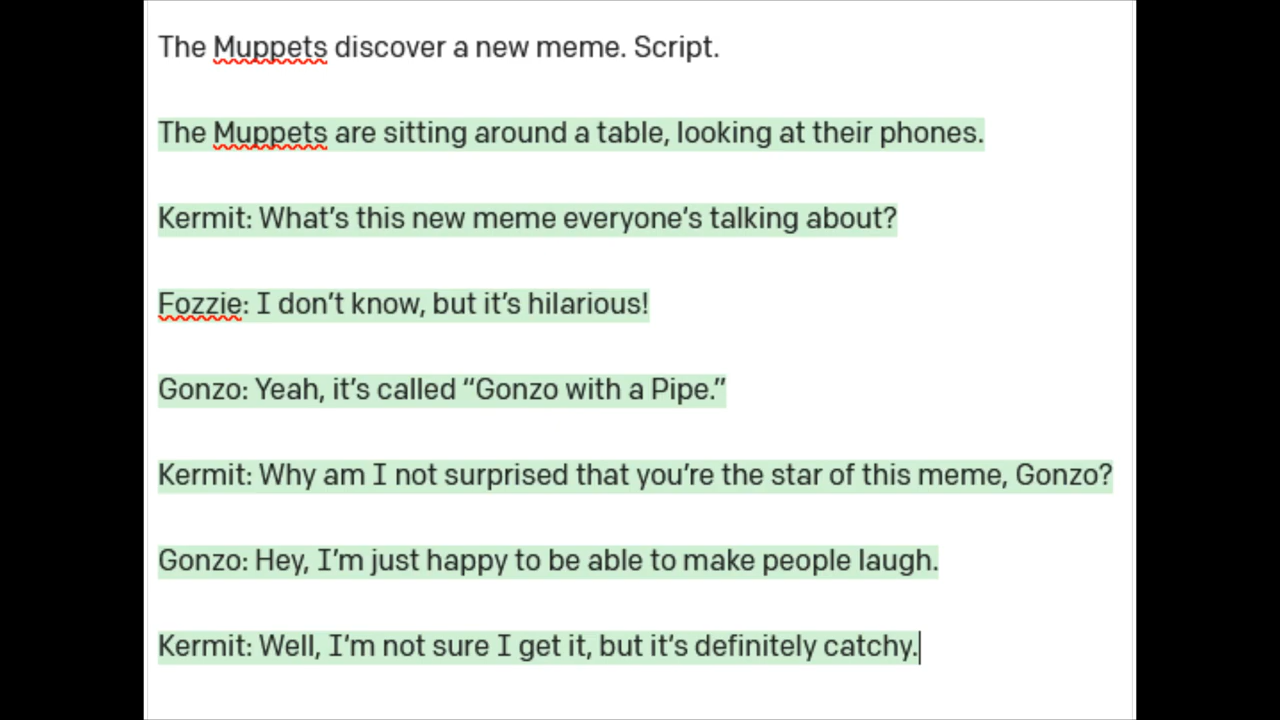 The Muppets discover a new meme. Script.
The Muppets are sitting around a table, looking at their phones.
Kermit: What’s this new meme everyone’s talking about?
Fozzie: I don’t know, but it’s hilarious!
Gonzo: Yeah, it’s called “Gonzo with a Pipe.”
Kermit: Why am I not surprised that you’re the star of this meme, Gonzo?
Gonzo: Hey, I’m just happy to be able to make people laugh.
Kermit: Well, I’m not sure I get it, but it’s definitely catchy.